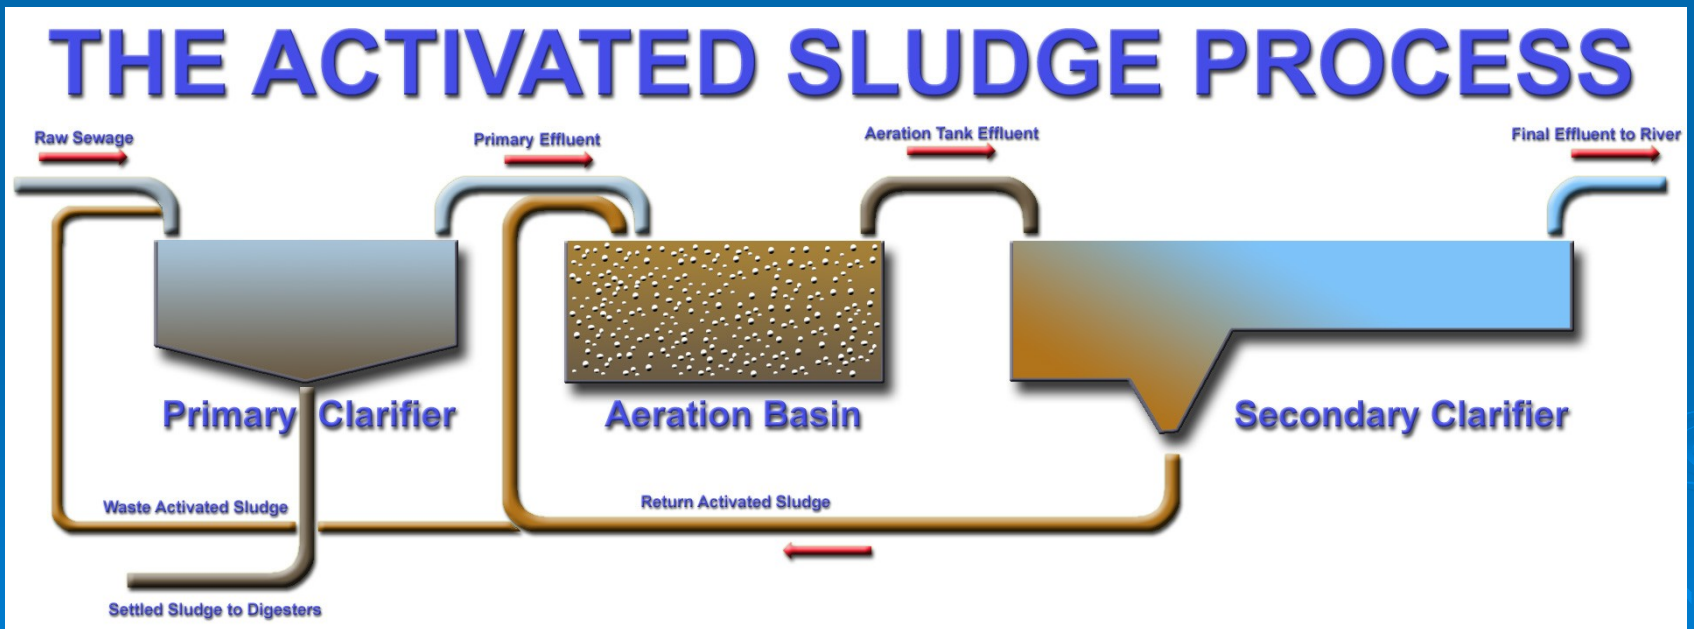 THE ACTIVATED SLUDGE PROCESS
Raw Sewage
Primary Effluent
Aeration Tank Effluent
Final Effluent to River
Primary Clarifier
Aeration Basin
Secondary Clarifier
Waste Activated Sludge
Return Activated Sludge
Settled Sludge to Digesters